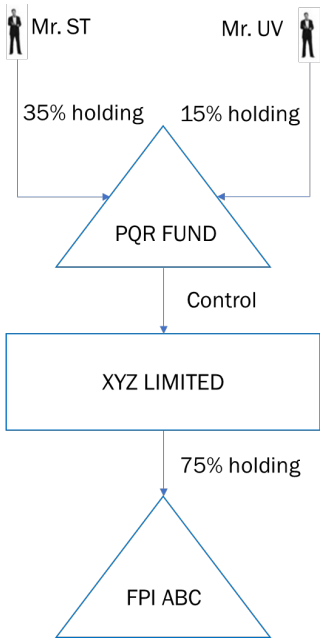 Mr. ST
Mr. UV
35% holding
15% holding
PQR FUND
Control
XYZ LIMITED
75% holding
FPI ABC